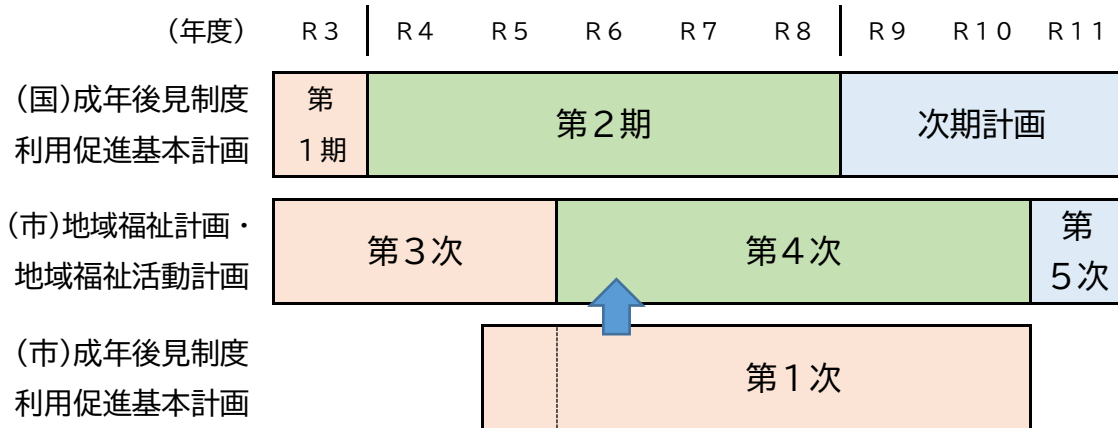 (年度) R3 R4 R5 R6 R7 R8 R9 R10 R11
(国)成年後見制度
利用促進基本計画
第
1期
第2期
次期計画
(市)地域福祉計画・
地域福祉活動計画
第3次
第4次
第
5次
(市)成年後見制度
利用促進基本計画
第1次